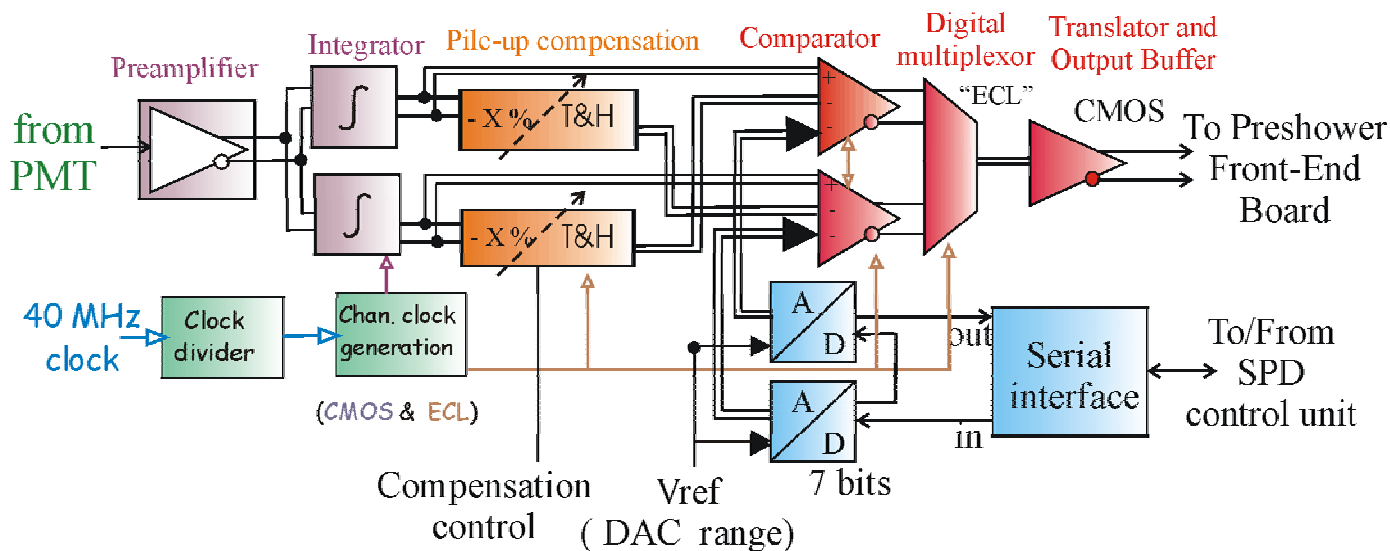 Preamplifier
Integrator
Pile-up compensation
Comparator
Digital
multiplexor
Translator and
Output Buffer
"ECL"
CMOS
from
PMT
∫
- X % T&H
+
-
-
To Preshower
Front-End
Board
∫
- X % T&H
+
-
-
40 MHz
clock
Clock
divider
Chan. clock
generation
(CMOS & ECL)
A
D
out
Serial
interface
To/From
SPD
control unit
A
D
in
7 bits
Compensation
control
Vref
( DAC range)